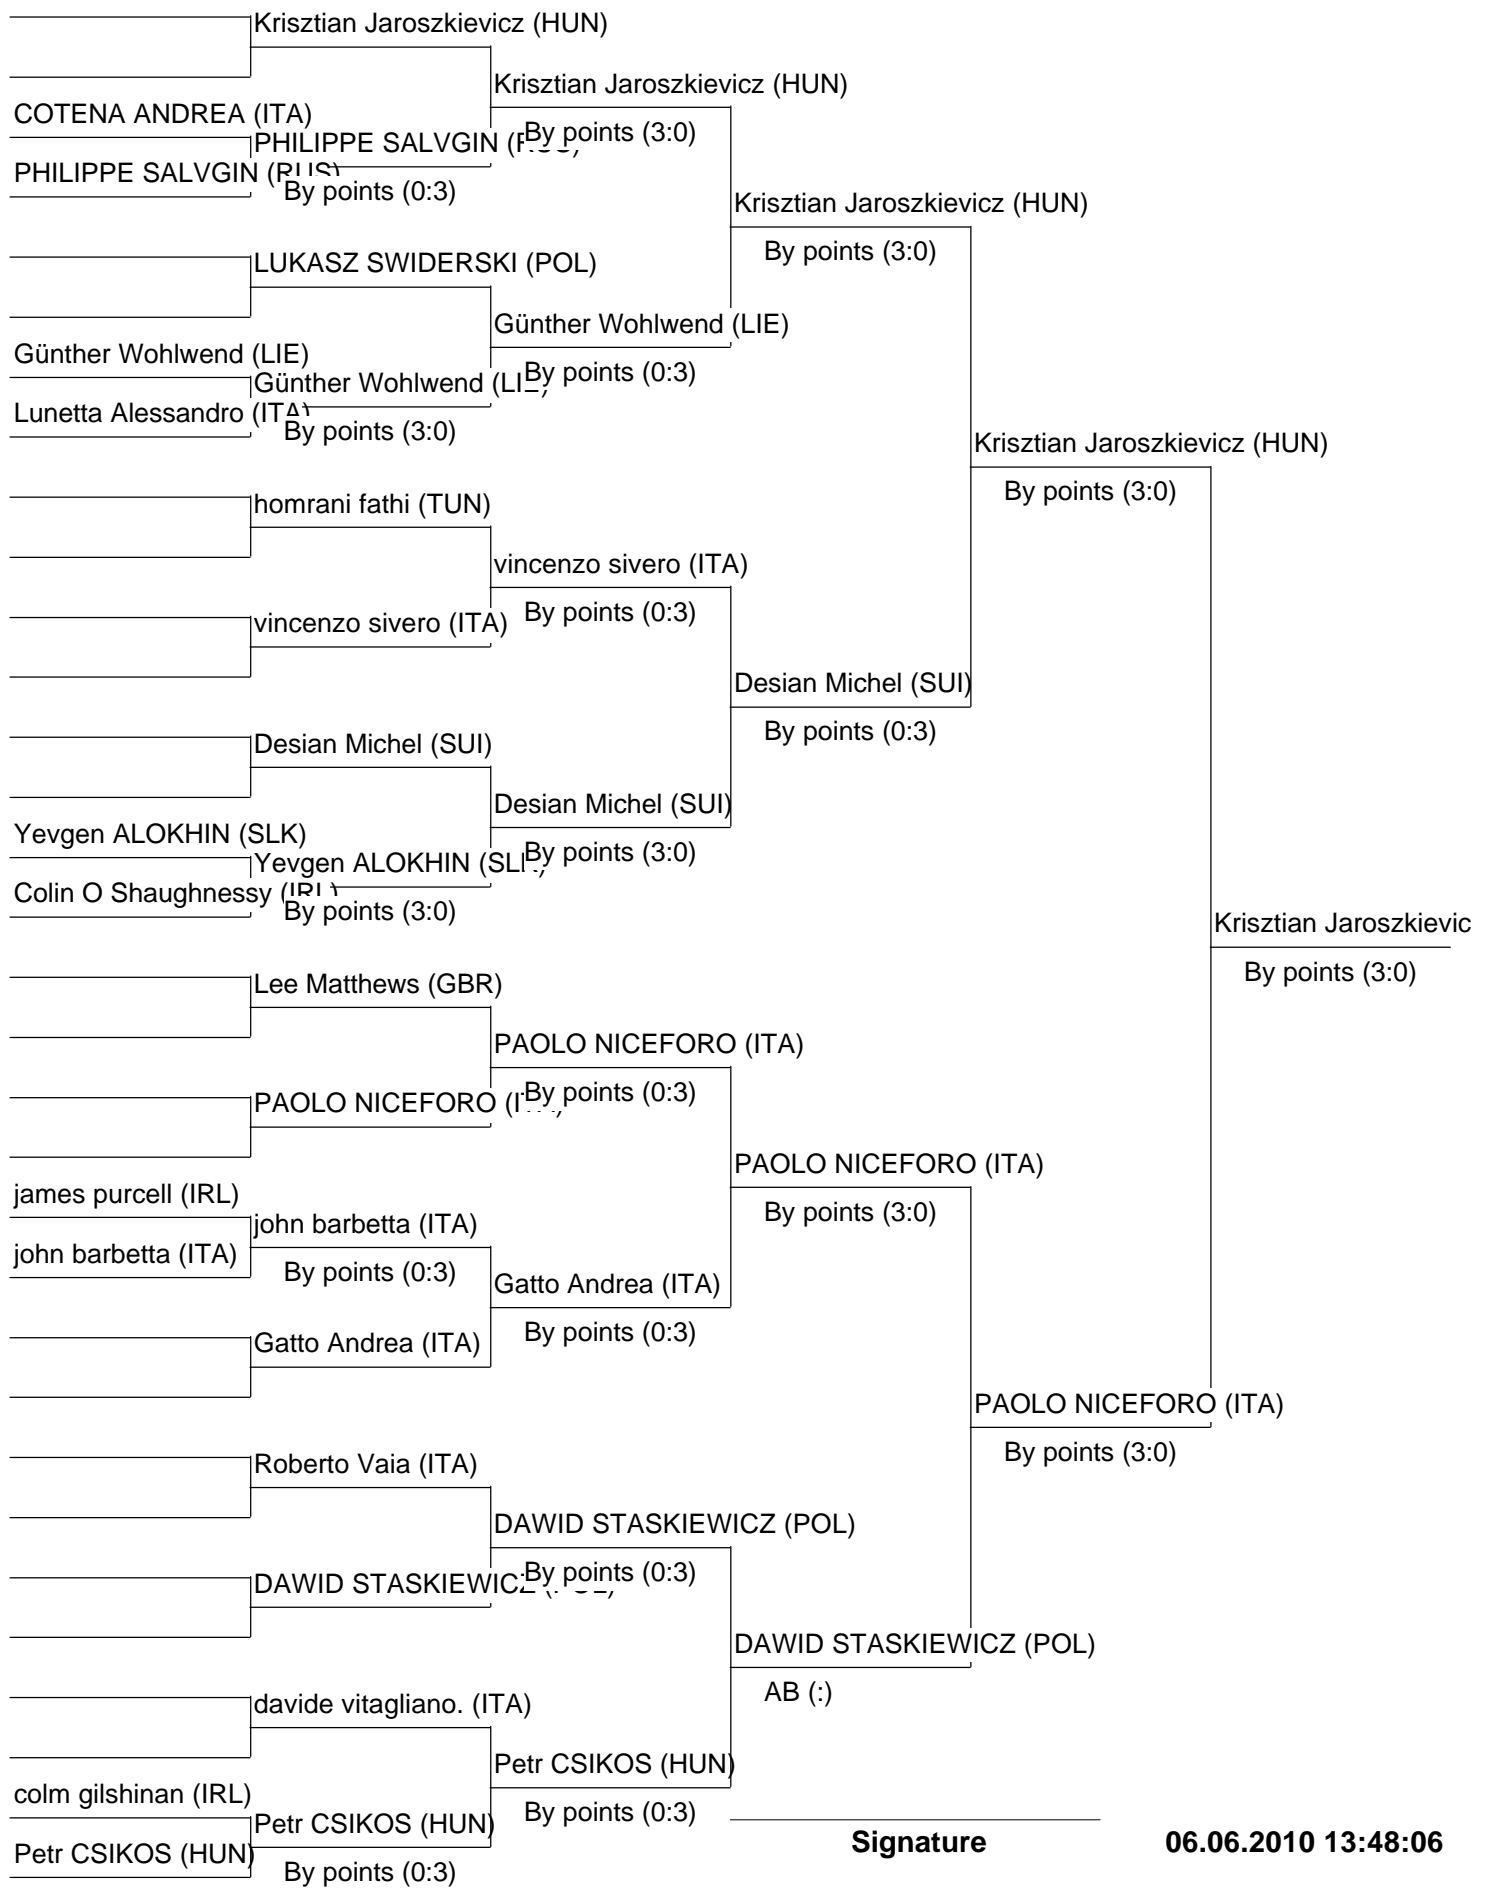 Krisztian Jaroszkievicz (HUN)
Krisztian Jaroszkievicz (HUN)
COTENA ANDREA (ITA)
By points (3:0)
PHILIPPE SALVGIN (RUS)
PHILIPPE SALVGIN (RUS)
By points (0:3)
Krisztian Jaroszkievicz (HUN)
By points (3:0)
LUKASZ SWIDERSKI (POL)
Günther Wohlwend (LIE)
Günther Wohlwend (LIE)
By points (0:3)
Günther Wohlwend (LIE)
Lunetta Alessandro (ITA)
By points (3:0)
Krisztian Jaroszkievicz (HUN)
By points (3:0)
homrani fathi (TUN)
vincenzo sivero (ITA)
By points (0:3)
vincenzo sivero (ITA)
Desian Michel (SUI)
By points (0:3)
Desian Michel (SUI)
Desian Michel (SUI)
Yevgen ALOKHIN (SLK)
By points (3:0)
Yevgen ALOKHIN (SLK)
Colin O Shaughnessy (IRL)
By points (3:0)
Krisztian Jaroszkievic
By points (3:0)
Lee Matthews (GBR)
PAOLO NICEFORO (ITA)
By points (0:3)
PAOLO NICEFORO (ITA)
PAOLO NICEFORO (ITA)
By points (3:0)
james purcell (IRL)
john barbetta (ITA)
john barbetta (ITA)
By points (0:3)
Gatto Andrea (ITA)
By points (0:3)
Gatto Andrea (ITA)
PAOLO NICEFORO (ITA)
By points (3:0)
Roberto Vaia (ITA)
DAWID STASKIEWICZ (POL)
By points (0:3)
DAWID STASKIEWICZ (POL)
DAWID STASKIEWICZ (POL)
AB (:)
davide vitagliano. (ITA)
Petr CSIKOS (HUN)
colm gilshinan (IRL)
By points (0:3)
Petr CSIKOS (HUN)
Petr CSIKOS (HUN)
By points (0:3)
Signature
06.06.2010 13:48:06